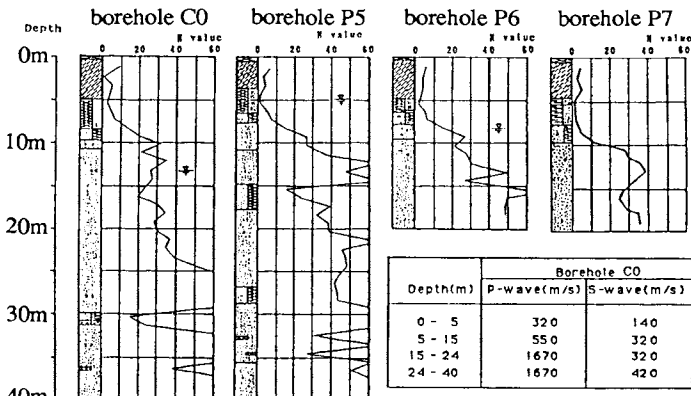 borehole C0 borehole P5 borehole P6 borehole P7
Depth N value N value N value N value
0m 0 20 40 60 0 20 40 60 0 20 40 60 0 20 40 60
10m
20m
30m
40m
Borehole C0
Depth(m) P-wave(m/s) S-wave(m/s)
0 - 5 320 140
5 - 15 550 320
15 - 24 1670 320
24 - 40 1670 420